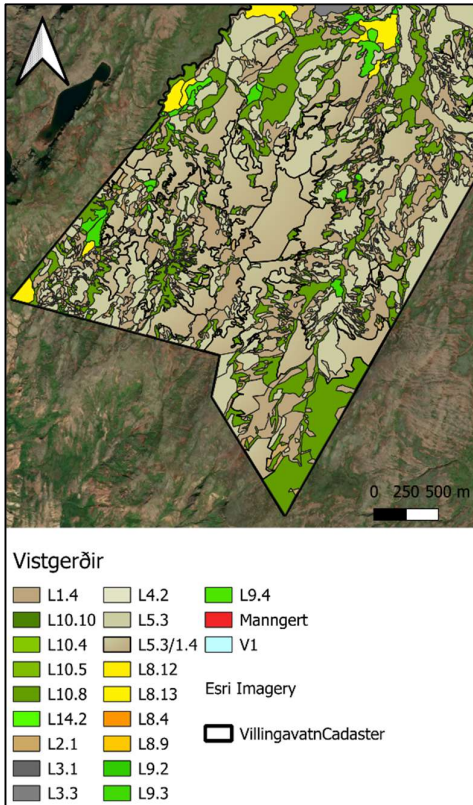 0 250 500 m
Vistgerðir
L1.4 L4.2 L9.4
L10.10 L5.3 Manngert
L10.4 L5.3/1.4 V1
L10.5 L8.12
L10.8 L8.13 Esri Imagery
L14.2 L8.4
L2.1 L8.9 VillingavatnCadaster
L3.1 L9.2
L3.3 L9.3